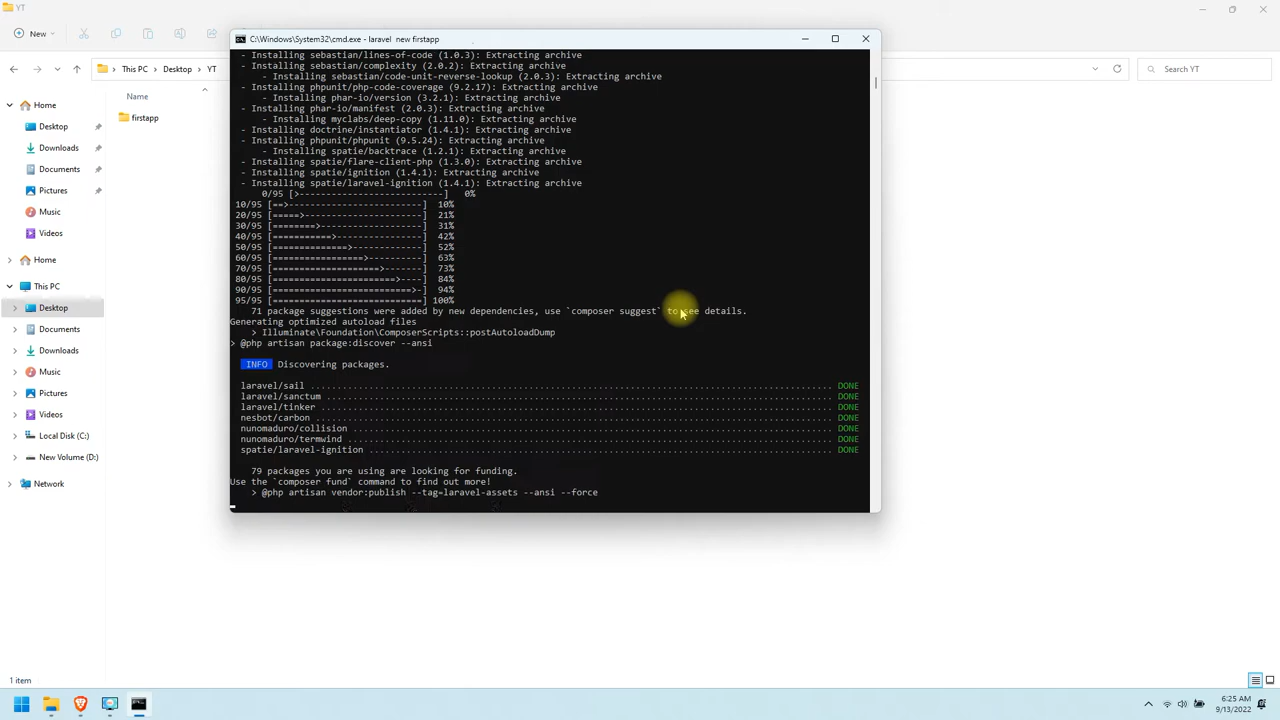 YT
New
This PC > Desktop > YT
Search YT
Home
Desktop
Downloads
Documents
Pictures
Music
Videos
Home
This PC
Desktop
Documents
Downloads
Music
Pictures
Videos
Local Disk (C:)
New Volume (D:)
Network
Name
firstapp
C:\Windows\System32\cmd.exe - laravel new firstapp
- Installing sebastian/lines-of-code (1.0.3): Extracting archive
- Installing sebastian/complexity (2.0.2): Extracting archive
- Installing sebastian/code-unit-reverse-lookup (2.0.3): Extracting archive
- Installing phpunit/php-code-coverage (9.2.17): Extracting archive
- Installing phar-io/version (3.2.1): Extracting archive
- Installing phar-io/manifest (2.0.3): Extracting archive
- Installing myclabs/deep-copy (1.11.0): Extracting archive
- Installing doctrine/instantiator (1.4.1): Extracting archive
- Installing phpunit/phpunit (9.5.24): Extracting archive
- Installing spatie/backtrace (1.2.1): Extracting archive
- Installing spatie/flare-client-php (1.3.0): Extracting archive
- Installing spatie/ignition (1.4.1): Extracting archive
- Installing spatie/laravel-ignition (1.4.1): Extracting archive
0/95 [>---------------------------] 0%
10/95 [==>-------------------------] 10%
20/95 [=====>----------------------] 21%
30/95 [========>-------------------] 31%
40/95 [===========>----------------] 42%
50/95 [==============>-------------] 52%
60/95 [=================>----------] 63%
70/95 [====================>-------] 73%
80/95 [=======================>----] 84%
90/95 [==========================>-] 94%
95/95 [============================] 100%
71 package suggestions were added by new dependencies, use `composer suggest` to see details.
Generating optimized autoload files
> Illuminate\Foundation\ComposerScripts::postAutoloadDump
> @php artisan package:discover --ansi
INFO Discovering packages.
laravel/sail ........ DONE
laravel/sanctum ........ DONE
laravel/tinker ........ DONE
nesbot/carbon ........ DONE
nunomaduro/collision ........ DONE
nunomaduro/termwind ........ DONE
spatie/laravel-ignition ........ DONE
79 packages you are using are looking for funding.
Use the `composer fund` command to find out more!
> @php artisan vendor:publish --tag=laravel-assets --ansi --force
1 item
6:25 AM
9/13/2022